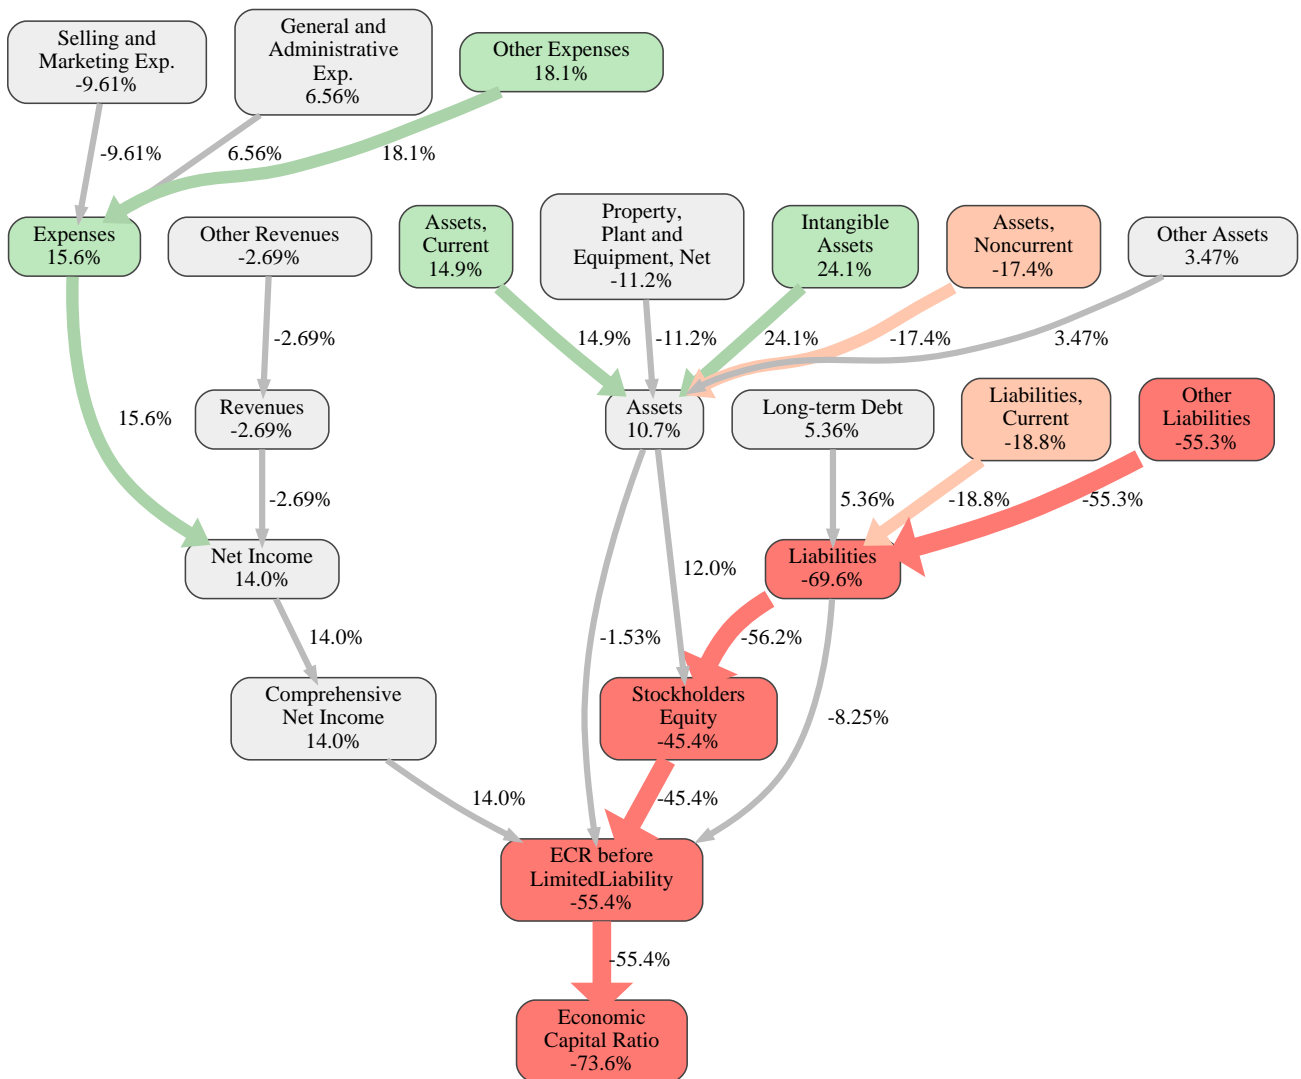 Selling and
Marketing Exp.
-9.61%
General and
Administrative
Exp.
6.56%
Other Expenses
18.1%
-9.61%
6.56%
18.1%
Expenses
15.6%
Other Revenues
-2.69%
Assets,
Current
14.9%
Property,
Plant and
Equipment, Net
-11.2%
Intangible
Assets
24.1%
Assets,
Noncurrent
-17.4%
Other Assets
3.47%
-2.69%
14.9%
-11.2%
24.1%
-17.4%
3.47%
15.6%
Revenues
-2.69%
Assets
10.7%
Long-term Debt
5.36%
Liabilities,
Current
-18.8%
Other
Liabilities
-55.3%
-2.69%
5.36%
-18.8%
-55.3%
Net Income
14.0%
12.0%
Liabilities
-69.6%
14.0%
-1.53%
-56.2%
Comprehensive
Net Income
14.0%
Stockholders
Equity
-45.4%
-8.25%
14.0%
-45.4%
ECR before
LimitedLiability
-55.4%
-55.4%
Economic
Capital Ratio
-73.6%